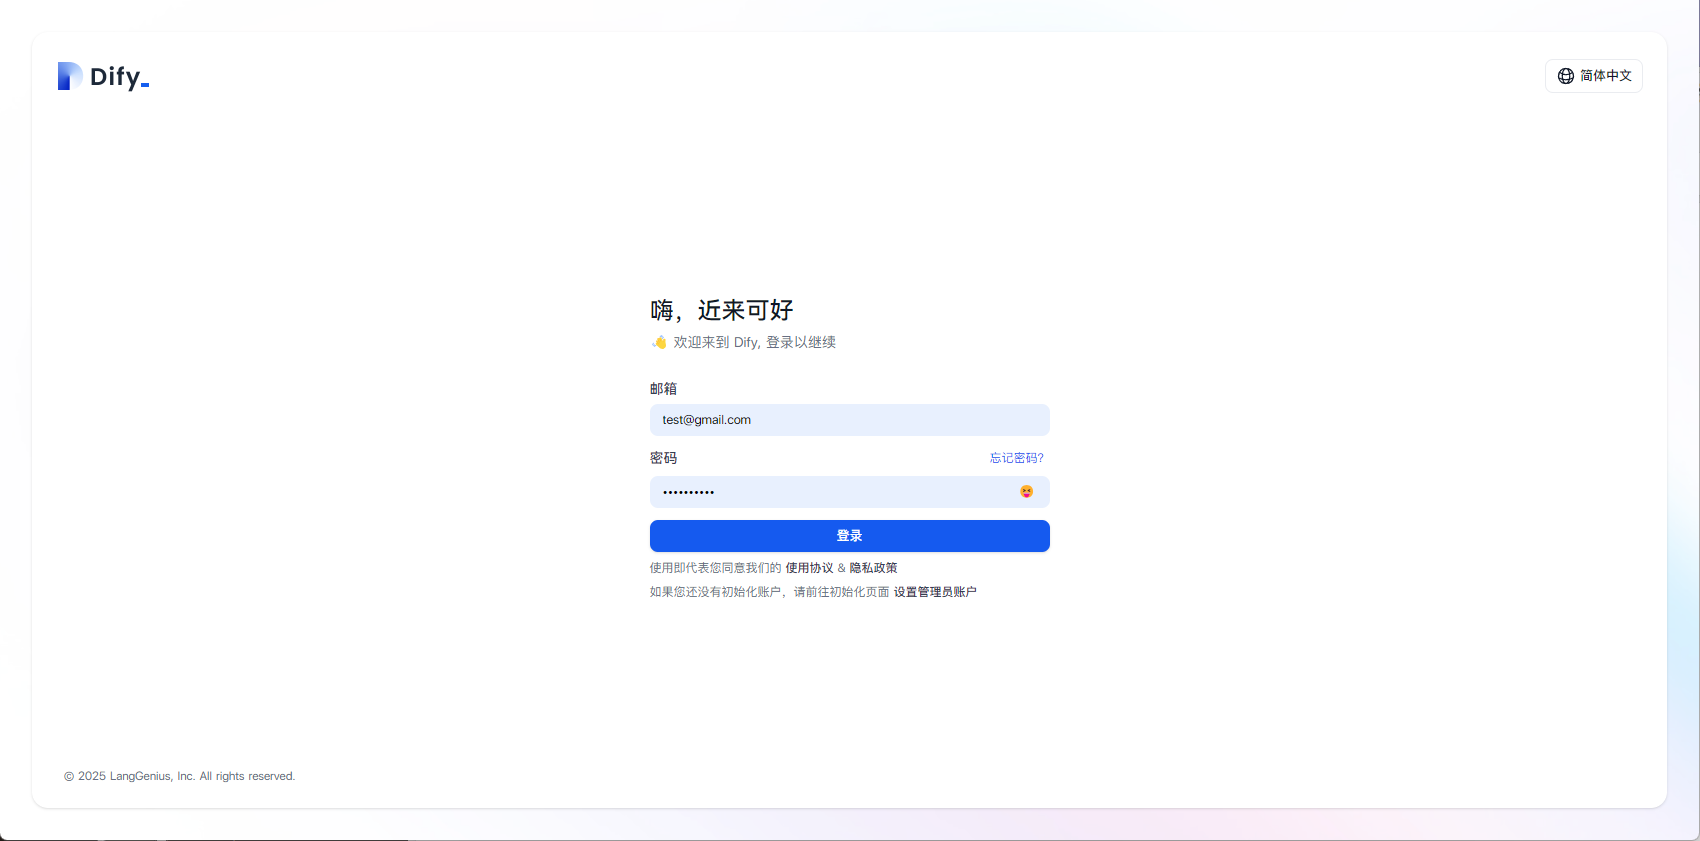 Dify_
简体中文
嗨，近来可好
👋 欢迎来到 Dify, 登录以继续
邮箱
test@gmail.com
密码 忘记密码?
••••••••••
登录
使用即代表您同意我们的 使用协议 & 隐私政策
如果您还没有初始化账户，请前往初始化页面 设置管理员账户
© 2025 LangGenius, Inc. All rights reserved.